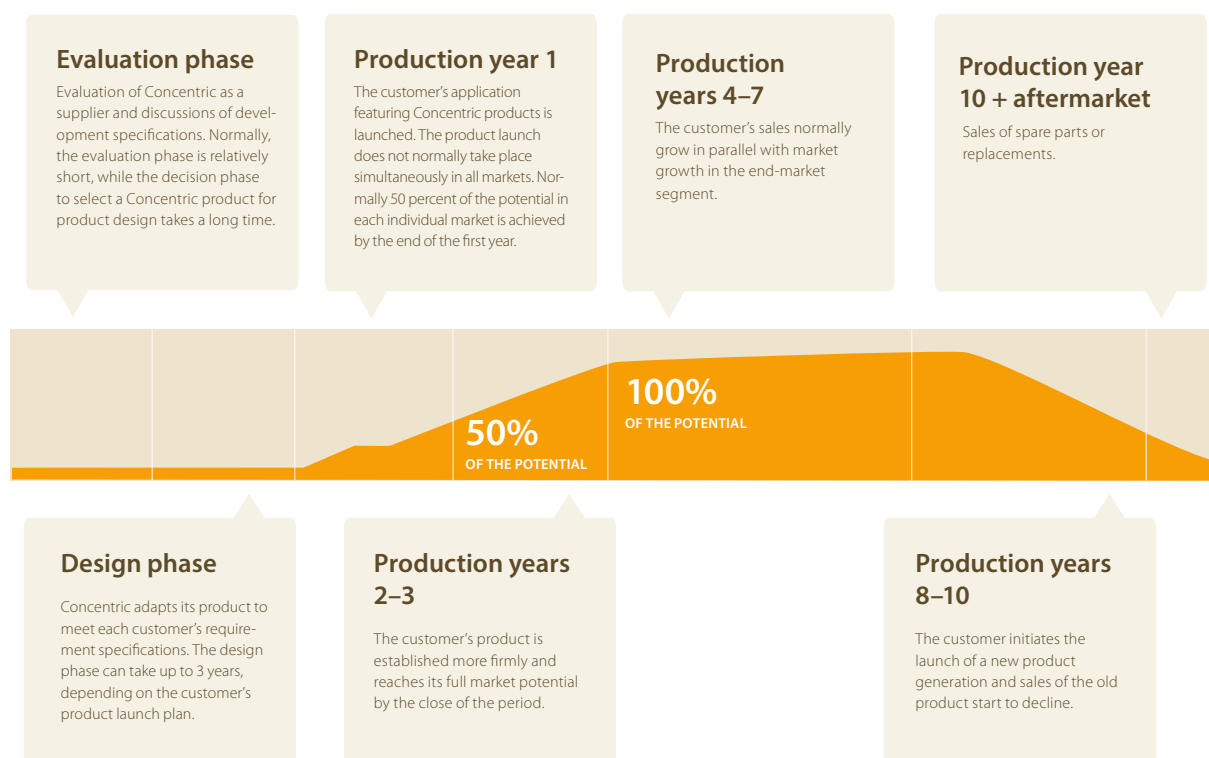 Evaluation phase
Evaluation of Concentric as a
supplier and discussions of devel-
opment specifications. Normally,
the evaluation phase is relatively
short, while the decision phase
to select a Concentric product for
product design takes a long time.
Production year 1
The customer's application
featuring Concentric products is
launched. The product launch
does not normally take place
simultaneously in all markets. Nor-
mally 50 percent of the potential in
each individual market is achieved
by the end of the first year.
Production
years 4–7
The customer's sales normally
grow in parallel with market
growth in the end-market
segment.
Production year
10 + aftermarket
Sales of spare parts or
replacements.
50%
OF THE POTENTIAL
100%
OF THE POTENTIAL
Design phase
Concentric adapts its product to
meet each customer's require-
ment specifications. The design
phase can take up to 3 years,
depending on the customer's
product launch plan.
Production years
2–3
The customer's product is
established more firmly and
reaches its full market potential
by the close of the period.
Production years
8–10
The customer initiates the
launch of a new product
generation and sales of the old
product start to decline.